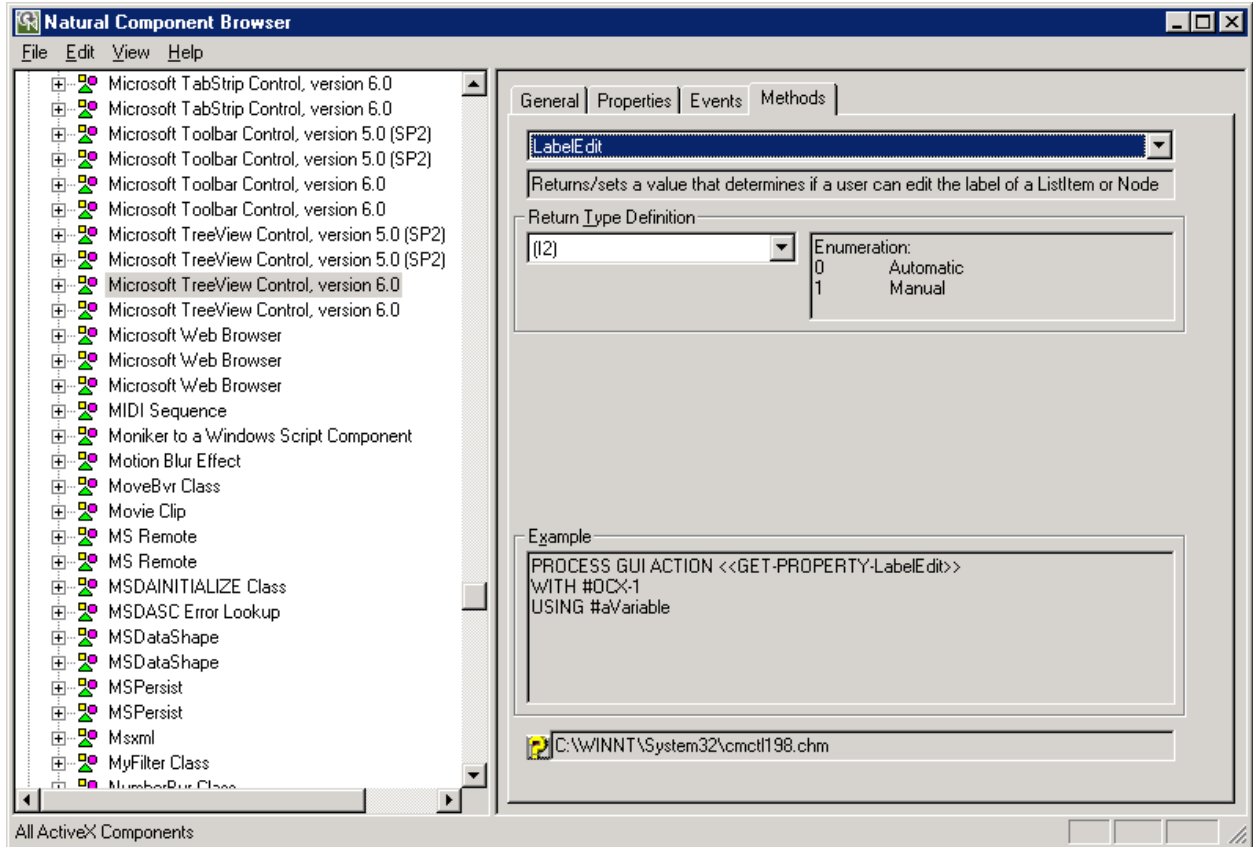 Natural Component Browser
File Edit View Help
Microsoft TabStrip Control, version 6.0
Microsoft TabStrip Control, version 6.0
Microsoft Toolbar Control, version 5.0 (SP2)
Microsoft Toolbar Control, version 5.0 (SP2)
Microsoft Toolbar Control, version 6.0
Microsoft Toolbar Control, version 6.0
Microsoft TreeView Control, version 5.0 (SP2)
Microsoft TreeView Control, version 5.0 (SP2)
Microsoft TreeView Control, version 6.0
Microsoft TreeView Control, version 6.0
Microsoft Web Browser
Microsoft Web Browser
Microsoft Web Browser
MIDI Sequence
Moniker to a Windows Script Component
Motion Blur Effect
MoveBvr Class
Movie Clip
MS Remote
MS Remote
MSDAINITIALIZE Class
MSDASC Error Lookup
MSDataShape
MSDataShape
MSPersist
MSPersist
Msxml
MyFilter Class
NumberBvr Class
General Properties Events Methods
LabelEdit
Returns/sets a value that determines if a user can edit the label of a ListItem or Node
Return Type Definition
(I2)
Enumeration:
0 Automatic
1 Manual
Example
PROCESS GUI ACTION <<GET-PROPERTY-LabelEdit>>
WITH #OCX-1
USING #aVariable
C:\WINNT\System32\cmctl198.chm
All ActiveX Components